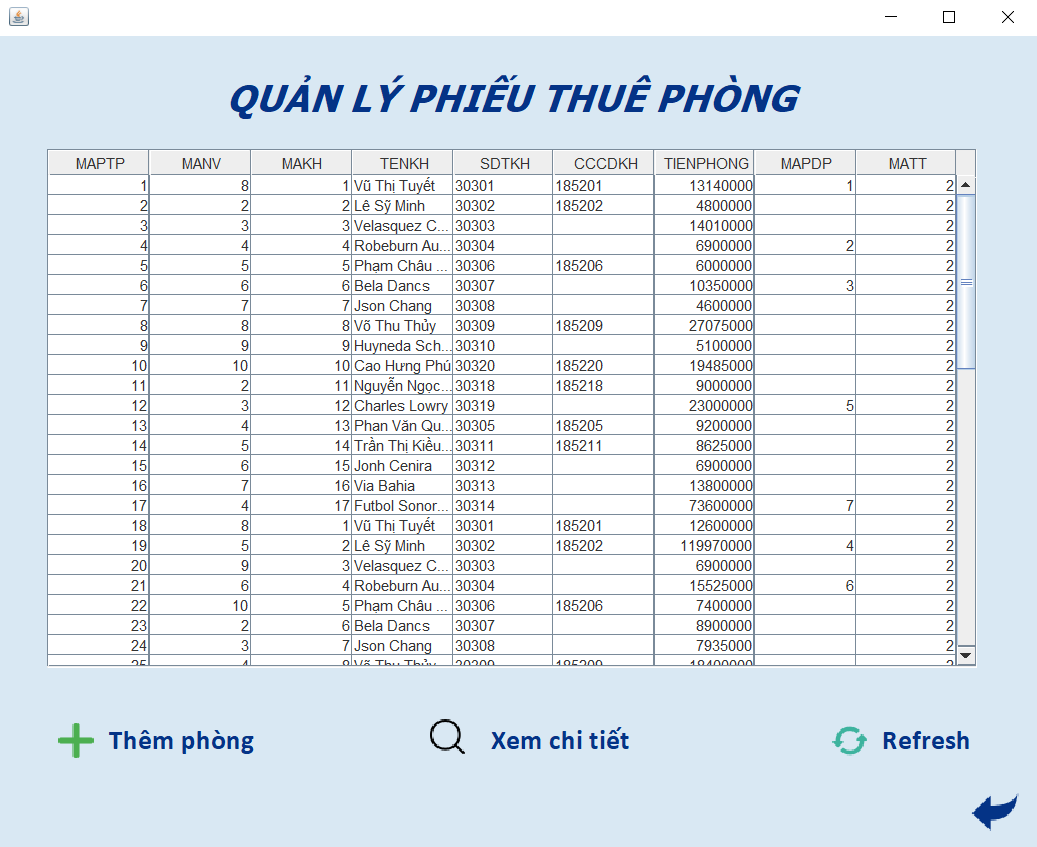 QUẢN LÝ PHIẾU THUÊ PHÒNG
MAPTP MANV MAKH TENKH SDTKH CCCDKH TIENPHONG MAPDP MATT
1 8 1 Vũ Thị Tuyết 30301 185201 13140000 1 2
2 2 2 Lê Sỹ Minh 30302 185202 4800000 2
3 3 3 Velasquez C... 30303 14010000 2
4 4 4 Robeburn Au... 30304 6900000 2 2
5 5 5 Phạm Châu ... 30306 185206 6000000 2
6 6 6 Bela Dancs 30307 10350000 3 2
7 7 7 Json Chang 30308 4600000 2
8 8 8 Võ Thu Thủy 30309 185209 27075000 2
9 9 9 Huyneda Sch... 30310 5100000 2
10 10 10 Cao Hưng Phú 30320 185220 19485000 2
11 2 11 Nguyễn Ngọc... 30318 185218 9000000 2
12 3 12 Charles Lowry 30319 23000000 5 2
13 4 13 Phan Văn Qu... 30305 185205 9200000 2
14 5 14 Trần Thị Kiều... 30311 185211 8625000 2
15 6 15 Jonh Cenira 30312 6900000 2
16 7 16 Via Bahia 30313 13800000 2
17 4 17 Futbol Sonor... 30314 73600000 7 2
18 8 1 Vũ Thị Tuyết 30301 185201 12600000 2
19 5 2 Lê Sỹ Minh 30302 185202 119970000 4 2
20 9 3 Velasquez C... 30303 6900000 2
21 6 4 Robeburn Au... 30304 15525000 6 2
22 10 5 Phạm Châu ... 30306 185206 7400000 2
23 2 6 Bela Dancs 30307 8900000 2
24 3 7 Json Chang 30308 7935000 2
25 4 8 Võ Thu Thủy 30309 185209 18400000 2
Thêm phòng Xem chi tiết Refresh